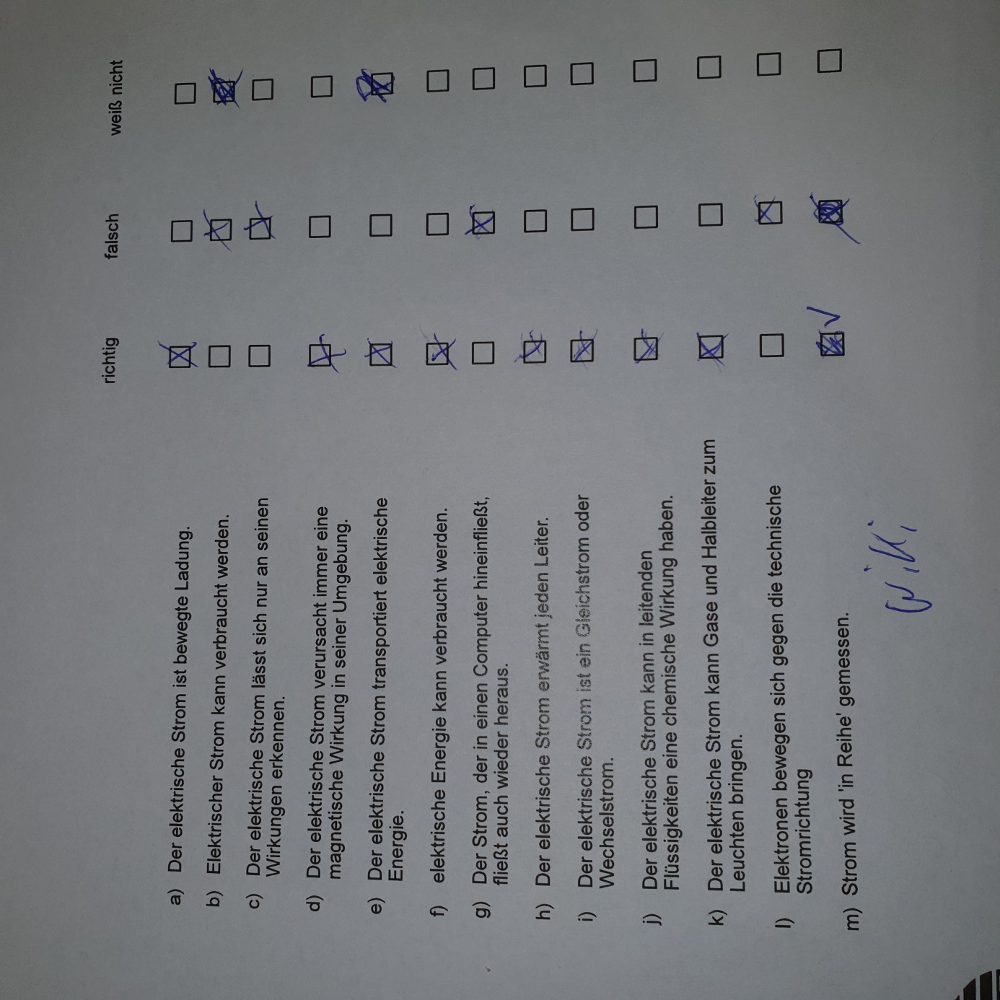 richtig falsch weiß nicht
a) Der elektrische Strom ist bewegte Ladung.
b) Elektrischer Strom kann verbraucht werden.
c) Der elektrische Strom lässt sich nur an seinen
Wirkungen erkennen.
d) Der elektrische Strom verursacht immer eine
magnetische Wirkung in seiner Umgebung.
e) Der elektrische Strom transportiert elektrische
Energie.
f) elektrische Energie kann verbraucht werden.
g) Der Strom, der in einen Computer hineinfließt,
fließt auch wieder heraus.
h) Der elektrische Strom erwärmt jeden Leiter.
i) Der elektrische Strom ist ein Gleichstrom oder
Wechselstrom.
j) Der elektrische Strom kann in leitenden
Flüssigkeiten eine chemische Wirkung haben.
k) Der elektrische Strom kann Gase und Halbleiter zum
Leuchten bringen.
l) Elektronen bewegen sich gegen die technische
Stromrichtung
m) Strom wird 'in Reihe' gemessen.